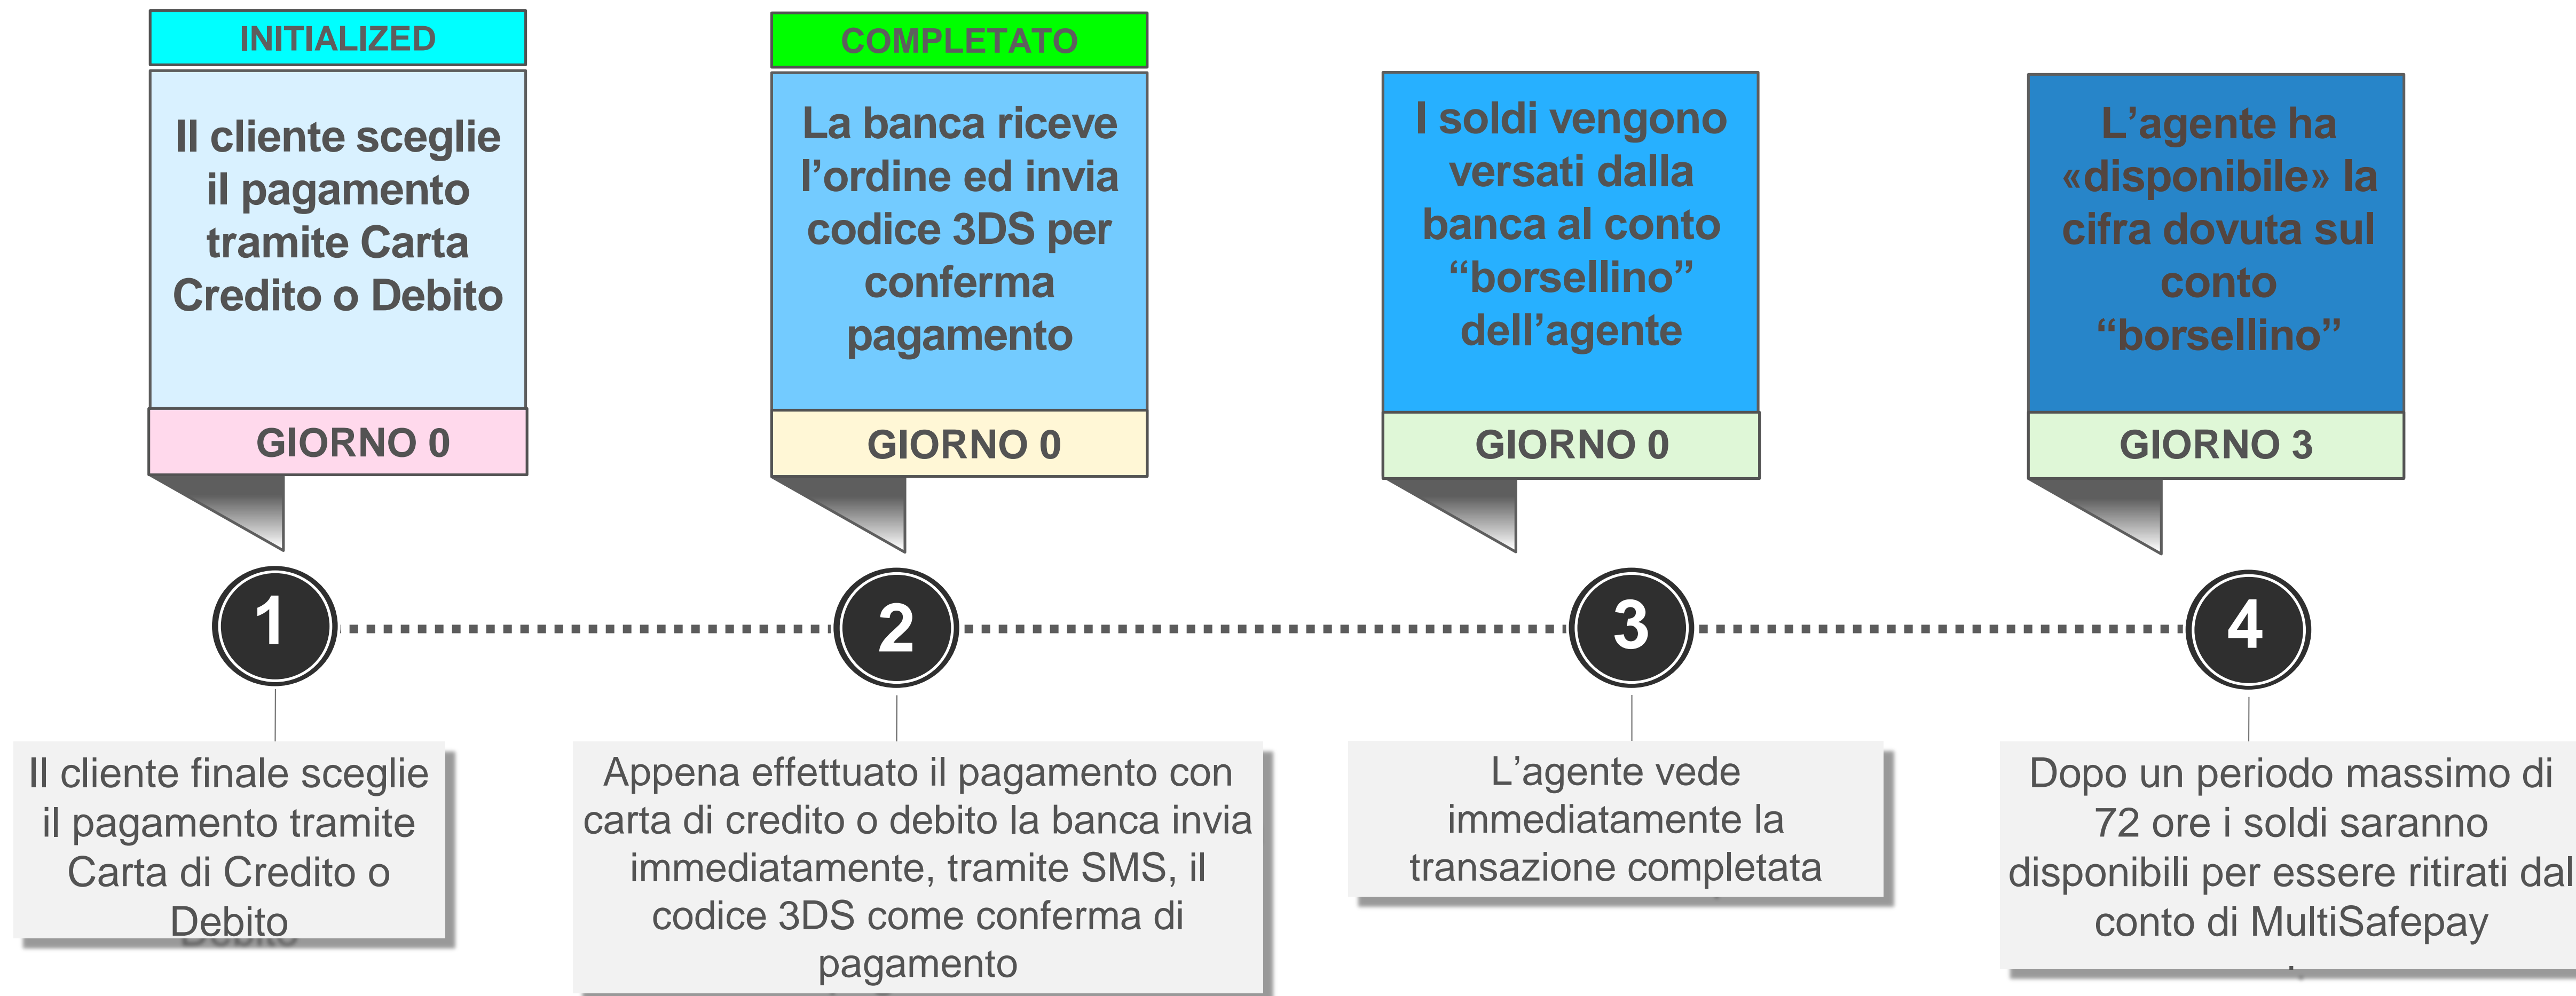 INITIALIZED
Il cliente sceglie
il pagamento
tramite Carta
Credito o Debito
GIORNO 0
COMPLETATO
La banca riceve
l’ordine ed invia
codice 3DS per
conferma
pagamento
GIORNO 0
I soldi vengono
versati dalla
banca al conto
“borsellino”
dell’agente
GIORNO 0
L’agente ha
«disponibile» la
cifra dovuta sul
conto
“borsellino”
GIORNO 3
1
2
3
4
Il cliente finale sceglie
il pagamento tramite
Carta di Credito o
Debito
Appena effettuato il pagamento con
carta di credito o debito la banca invia
immediatamente, tramite SMS, il
codice 3DS come conferma di
pagamento
L’agente vede
immediatamente la
transazione completata
Dopo un periodo massimo di
72 ore i soldi saranno
disponibili per essere ritirati dal
conto di MultiSafepay
.